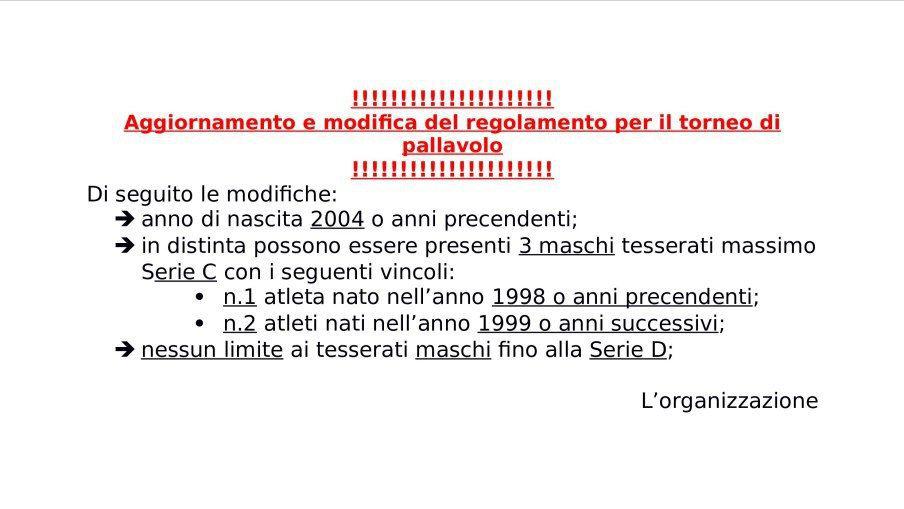 !!!!!!!!!!!!!!!!!!!!!
Aggiornamento e modifica del regolamento per il torneo di
pallavolo
!!!!!!!!!!!!!!!!!!!!!
Di seguito le modifiche:
➔ anno di nascita 2004 o anni precendenti;
➔ in distinta possono essere presenti 3 maschi tesserati massimo
Serie C con i seguenti vincoli:
• n.1 atleta nato nell’anno 1998 o anni precendenti;
• n.2 atleti nati nell’anno 1999 o anni successivi;
➔ nessun limite ai tesserati maschi fino alla Serie D;
L’organizzazione